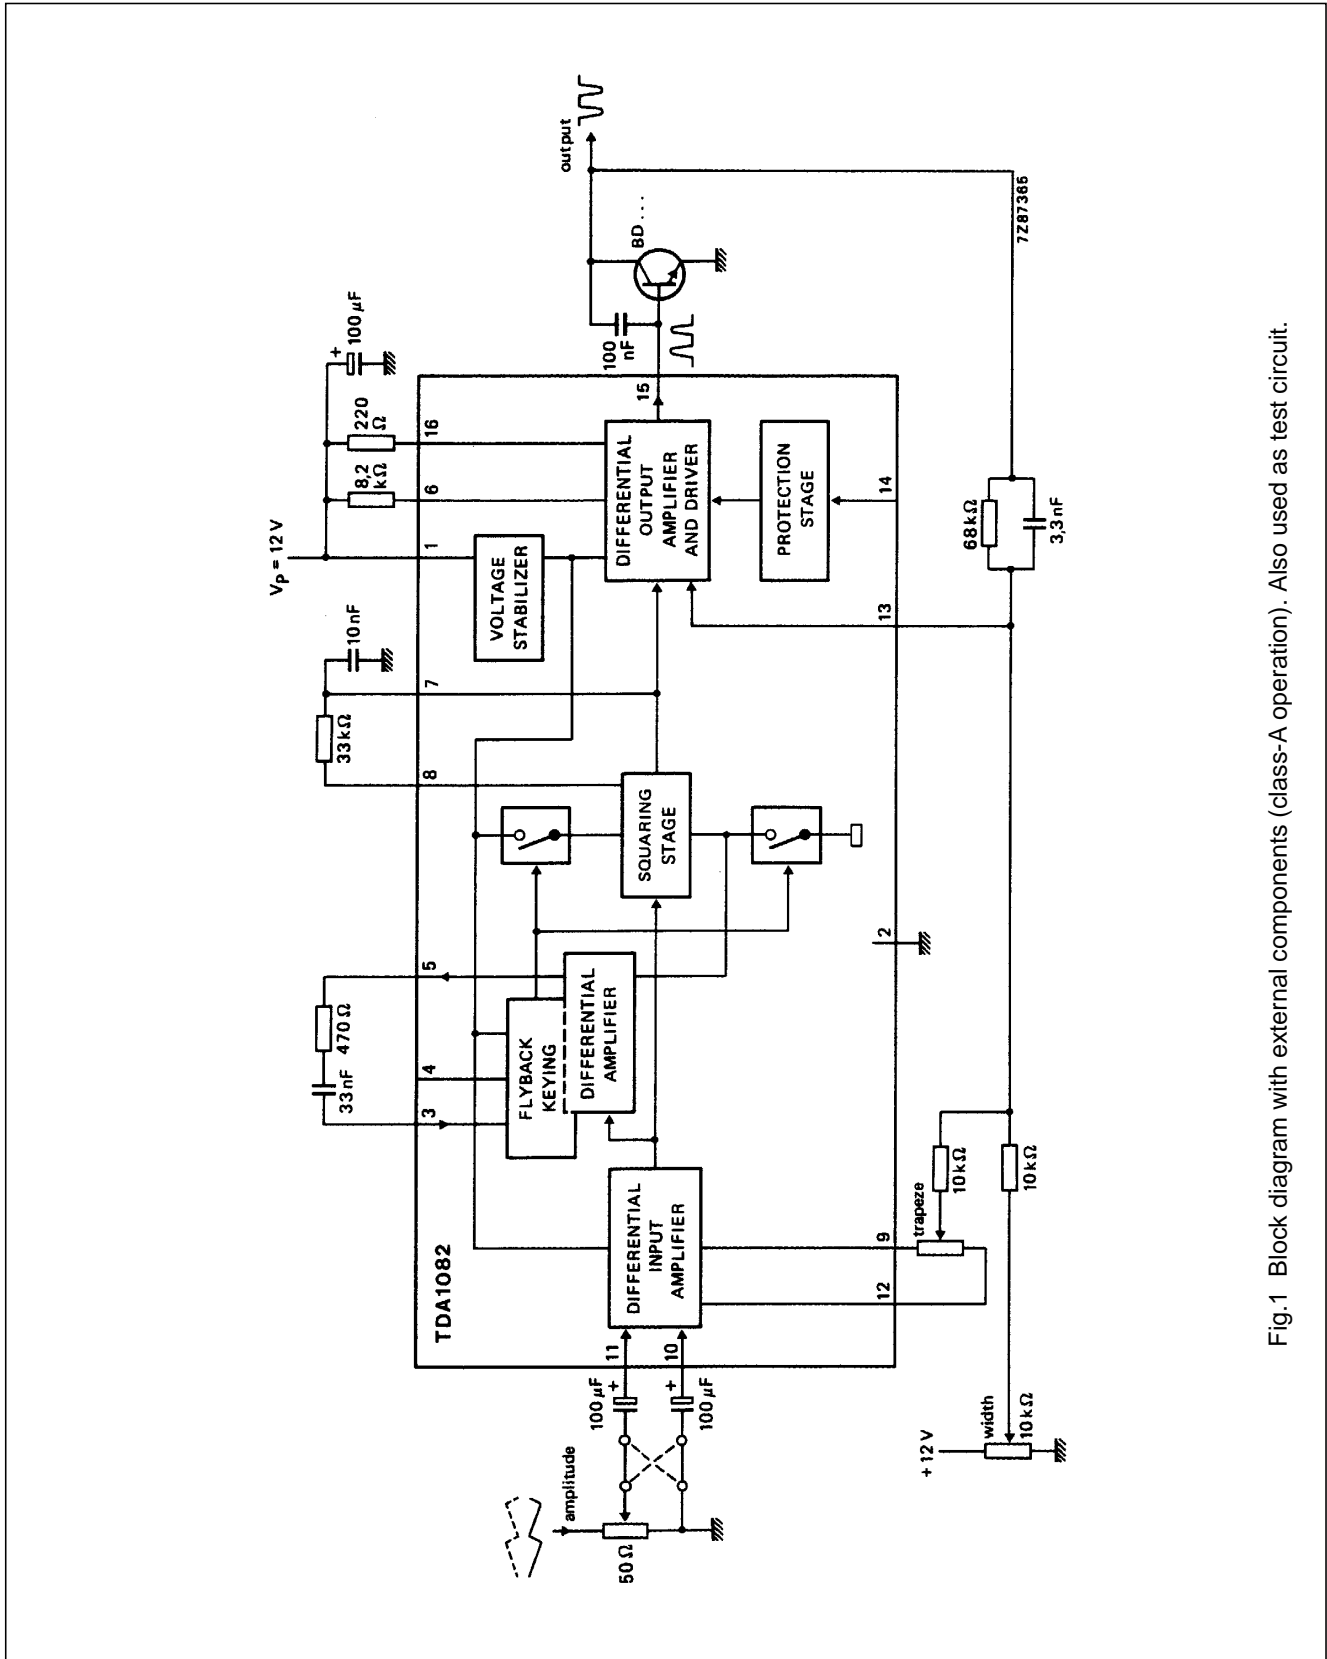 V_P = 12 V
100 μF
+
220 Ω
8,2 kΩ
10 nF
33 kΩ
470 Ω
33 nF
3
4
5
8
7
1
6
16
TDA1082
VOLTAGE STABILIZER
FLYBACK KEYING
DIFFERENTIAL AMPLIFIER
DIFFERENTIAL INPUT AMPLIFIER
SQUARING STAGE
DIFFERENTIAL OUTPUT AMPLIFIER AND DRIVER
PROTECTION STAGE
15
100 nF
BD . . .
output
amplitude
50 Ω
100 μF
+
11
100 μF
+
10
12
9
2
13
14
trapeze
10 kΩ
10 kΩ
+12 V
width
10 kΩ
68 kΩ
3,3 nF
7Z87365
Fig.1 Block diagram with external components (class-A operation). Also used as test circuit.